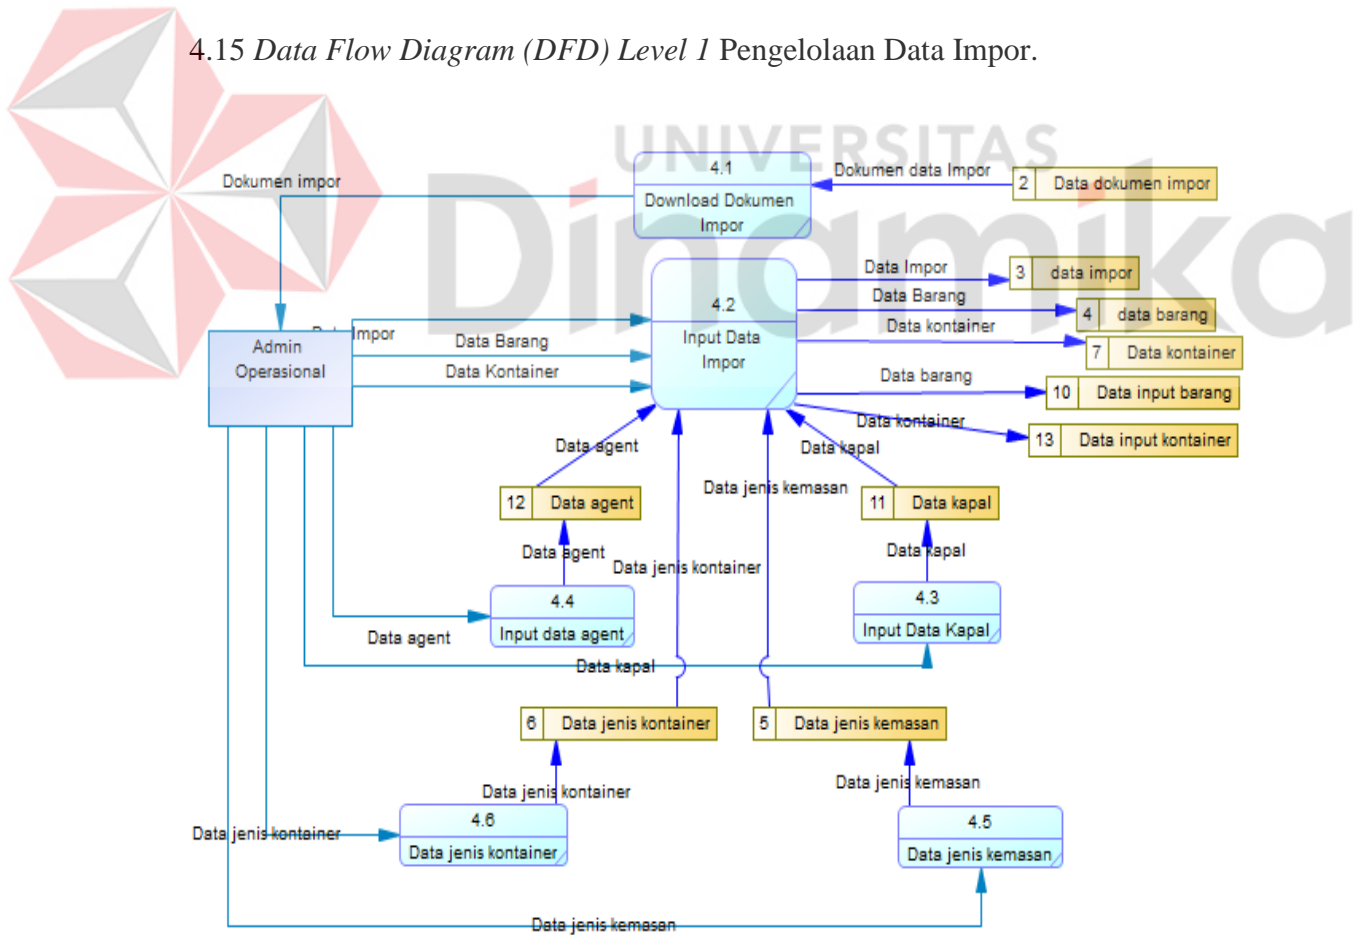 4.15 Data Flow Diagram (DFD) Level 1 Pengelolaan Data Impor.
UNIVERSITAS
Dinamika
4.1
Download Dokumen
Impor
Dokumen data Impor
2 Data dokumen impor
Dokumen impor
4.2
Input Data
Impor
Data Impor
3 data impor
Data Barang
4 data barang
Data kontainer
7 Data kontainer
Data barang
10 Data input barang
Data kontainer
13 Data input kontainer
Admin
Operasional
Data Impor
Data Barang
Data Kontainer
Data agent
Data kapal
Data jenis kemasan
12 Data agent
11 Data kapal
Data agent
Data jenis kontainer
Data kapal
4.4
Input data agent
4.3
Input Data Kapal
Data agent
Data kapal
6 Data jenis kontainer
5 Data jenis kemasan
Data jenis kontainer
Data jenis kemasan
4.6
Data jenis kontainer
4.5
Data jenis kemasan
Data jenis kontainer
Data jenis kemasan